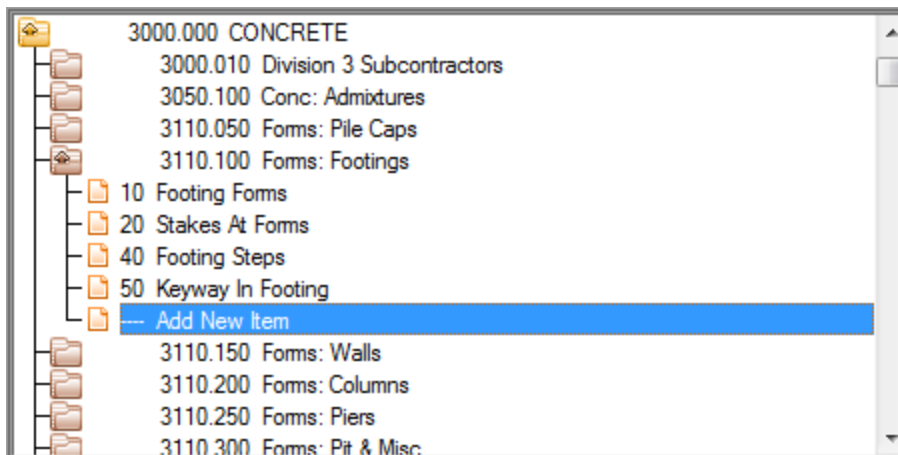 3000.000 CONCRETE
3000.010 Division 3 Subcontractors
3050.100 Conc: Admixtures
3110.050 Forms: Pile Caps
3110.100 Forms: Footings
10 Footing Forms
20 Stakes At Forms
40 Footing Steps
50 Keyway In Footing
---- Add New Item
3110.150 Forms: Walls
3110.200 Forms: Columns
3110.250 Forms: Piers
3110.300 Forms: Pit & Misc